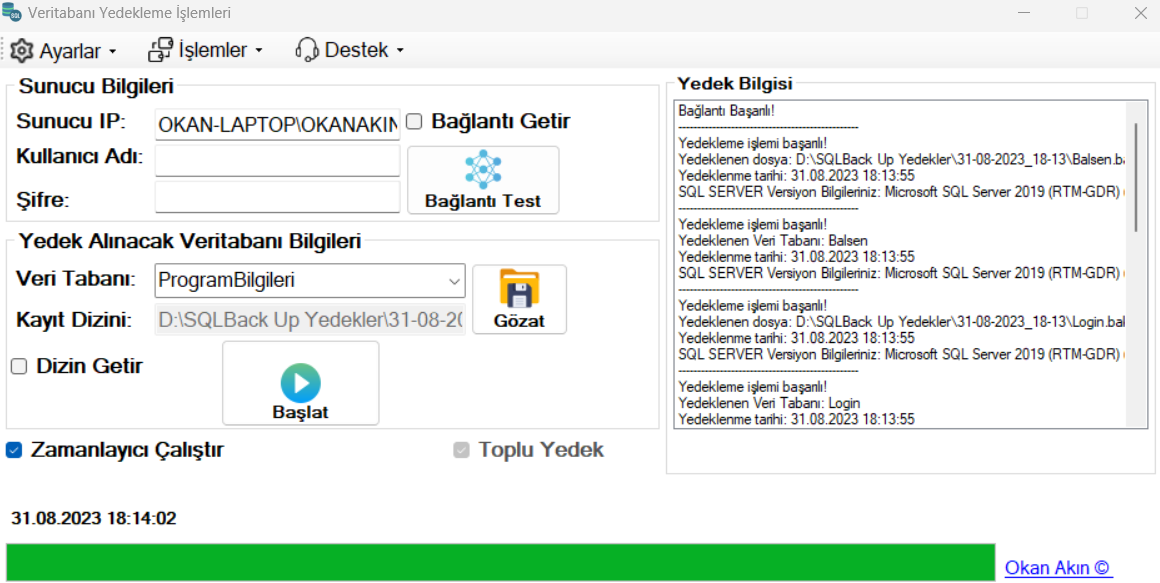 Veritabanı Yedekleme İşlemleri
Ayarlar
İşlemler
Destek
Sunucu Bilgileri
Sunucu IP:
OKAN-LAPTOP\OKANAKIN
Bağlantı Getir
Kullanıcı Adı:
Şifre:
Bağlantı Test
Yedek Alınacak Veritabanı Bilgileri
Veri Tabanı:
ProgramBilgileri
Kayıt Dizini:
D:\SQLBack Up Yedekler\31-08-20
Gözat
Dizin Getir
Başlat
Zamanlayıcı Çalıştır
Toplu Yedek
Yedek Bilgisi
Bağlantı Başarılı!
------------------------------------------------
Yedekleme işlemi başarılı!
Yedeklenen dosya: D:\SQLBack Up Yedekler\31-08-2023_18-13\Balsen.ba
Yedeklenme tarihi: 31.08.2023 18:13:55
SQL SERVER Versiyon Bilgileriniz: Microsoft SQL Server 2019 (RTM-GDR) (
------------------------------------------------
Yedekleme işlemi başarılı!
Yedeklenen Veri Tabanı: Balsen
Yedeklenme tarihi: 31.08.2023 18:13:55
SQL SERVER Versiyon Bilgileriniz: Microsoft SQL Server 2019 (RTM-GDR) (
------------------------------------------------
Yedekleme işlemi başarılı!
Yedeklenen dosya: D:\SQLBack Up Yedekler\31-08-2023_18-13\Login.bak
Yedeklenme tarihi: 31.08.2023 18:13:55
SQL SERVER Versiyon Bilgileriniz: Microsoft SQL Server 2019 (RTM-GDR) (
------------------------------------------------
Yedekleme işlemi başarılı!
Yedeklenen Veri Tabanı: Login
Yedeklenme tarihi: 31.08.2023 18:13:55
31.08.2023 18:14:02
Okan Akın ©